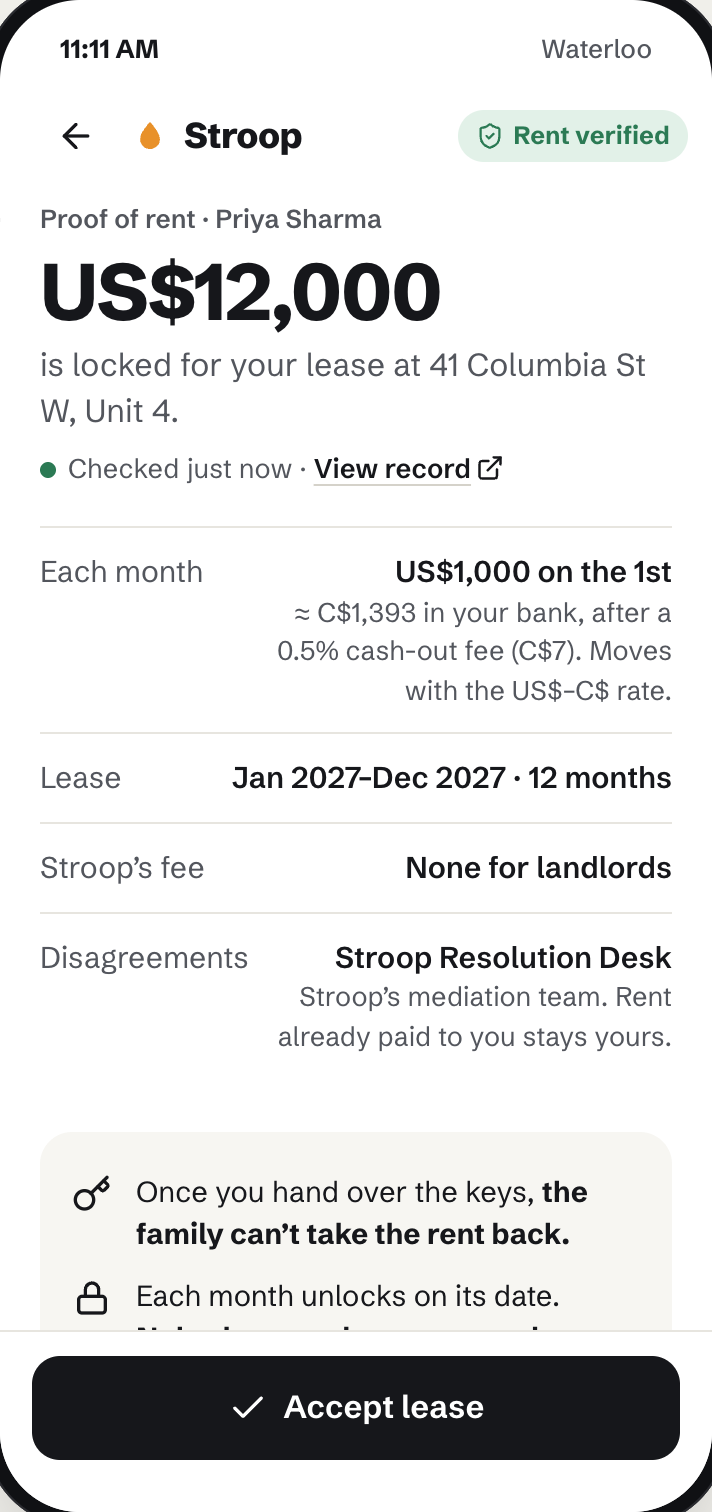 11:11 AM
Waterloo
Stroop
Rent verified
Proof of rent · Priya Sharma
US$12,000
is locked for your lease at 41 Columbia St
W, Unit 4.
Checked just now · View record
Each month
US$1,000 on the 1st
≈ C$1,393 in your bank, after a
0.5% cash-out fee (C$7). Moves
with the US$–C$ rate.
Lease
Jan 2027–Dec 2027 · 12 months
Stroop’s fee
None for landlords
Disagreements
Stroop Resolution Desk
Stroop’s mediation team. Rent
already paid to you stays yours.
Once you hand over the keys, the
family can’t take the rent back.
Each month unlocks on its date.
Accept lease